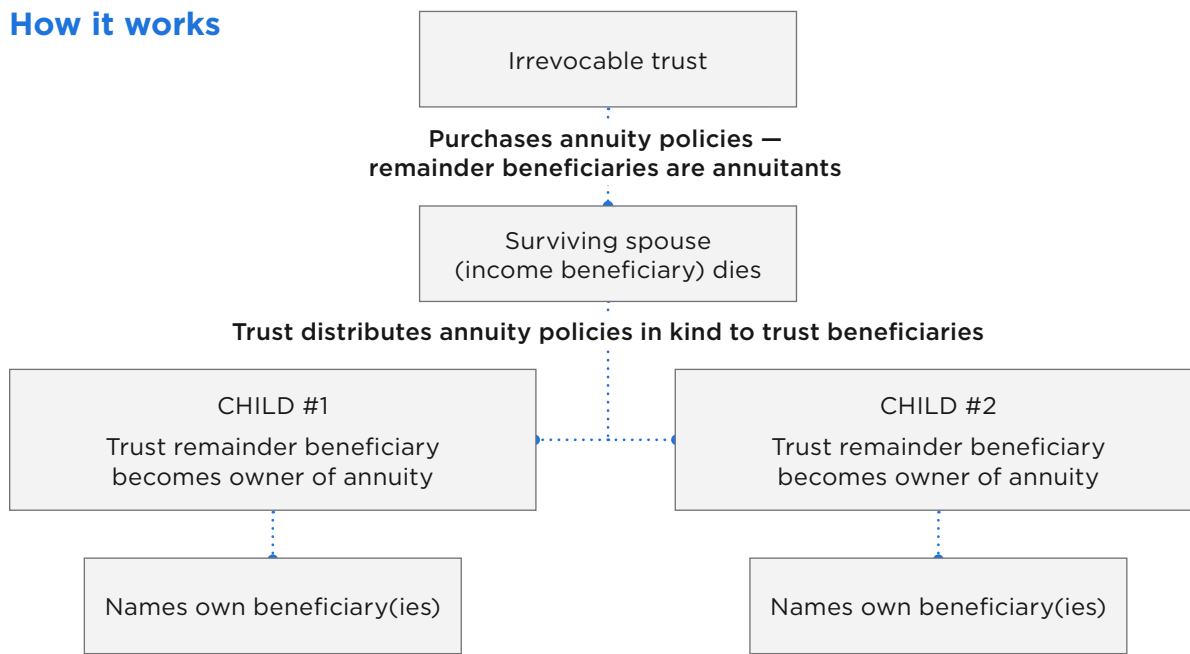 How it works
Irrevocable trust
Purchases annuity policies —
remainder beneficiaries are annuitants
Surviving spouse
(income beneficiary) dies
Trust distributes annuity policies in kind to trust beneficiaries
CHILD #1
Trust remainder beneficiary
becomes owner of annuity
CHILD #2
Trust remainder beneficiary
becomes owner of annuity
Names own beneficiary(ies)
Names own beneficiary(ies)